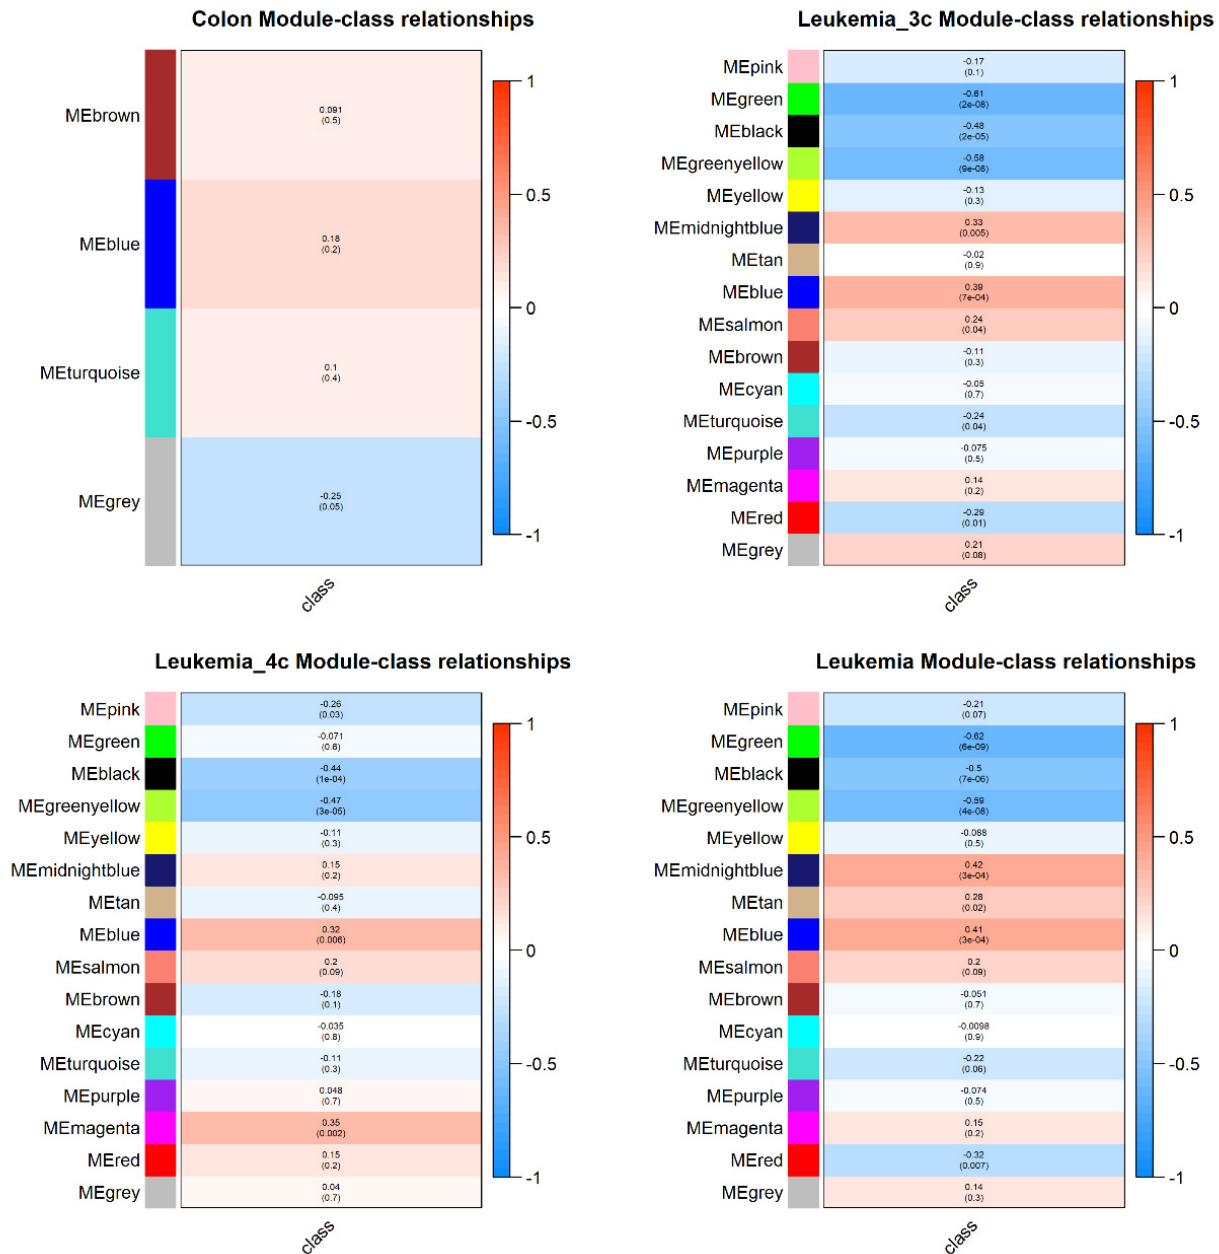 Colon Module-class relationships
MEbrown
0.091
(0.5)
MEblue
0.18
(0.2)
MEturquoise
0.1
(0.4)
MEgrey
-0.25
(0.05)
class
1
0.5
0
-0.5
-1
Leukemia_3c Module-class relationships
MEpink
-0.17
(0.1)
MEgreen
-0.61
(2e-08)
MEblack
-0.48
(2e-05)
MEgreenyellow
-0.58
(9e-08)
MEyellow
-0.13
(0.3)
MEmidnightblue
0.33
(0.005)
MEtan
-0.02
(0.9)
MEblue
0.39
(7e-04)
MEsalmon
0.24
(0.04)
MEbrown
-0.11
(0.3)
MEcyan
-0.05
(0.7)
MEturquoise
-0.24
(0.04)
MEpurple
-0.075
(0.5)
MEmagenta
0.14
(0.2)
MEred
-0.29
(0.01)
MEgrey
0.21
(0.08)
class
1
0.5
0
-0.5
-1
Leukemia_4c Module-class relationships
MEpink
-0.26
(0.03)
MEgreen
-0.071
(0.6)
MEblack
-0.44
(1e-04)
MEgreenyellow
-0.47
(3e-05)
MEyellow
-0.11
(0.3)
MEmidnightblue
0.15
(0.2)
MEtan
-0.095
(0.4)
MEblue
0.32
(0.006)
MEsalmon
0.2
(0.09)
MEbrown
-0.18
(0.1)
MEcyan
-0.035
(0.8)
MEturquoise
-0.11
(0.3)
MEpurple
0.048
(0.7)
MEmagenta
0.35
(0.002)
MEred
0.15
(0.2)
MEgrey
0.04
(0.7)
class
1
0.5
0
-0.5
-1
Leukemia Module-class relationships
MEpink
-0.21
(0.07)
MEgreen
-0.62
(6e-09)
MEblack
-0.5
(7e-06)
MEgreenyellow
-0.59
(4e-08)
MEyellow
-0.088
(0.5)
MEmidnightblue
0.42
(3e-04)
MEtan
0.28
(0.02)
MEblue
0.41
(3e-04)
MEsalmon
0.2
(0.09)
MEbrown
-0.051
(0.7)
MEcyan
-0.0098
(0.9)
MEturquoise
-0.22
(0.06)
MEpurple
-0.074
(0.5)
MEmagenta
0.15
(0.2)
MEred
-0.32
(0.007)
MEgrey
0.14
(0.3)
class
1
0.5
0
-0.5
-1